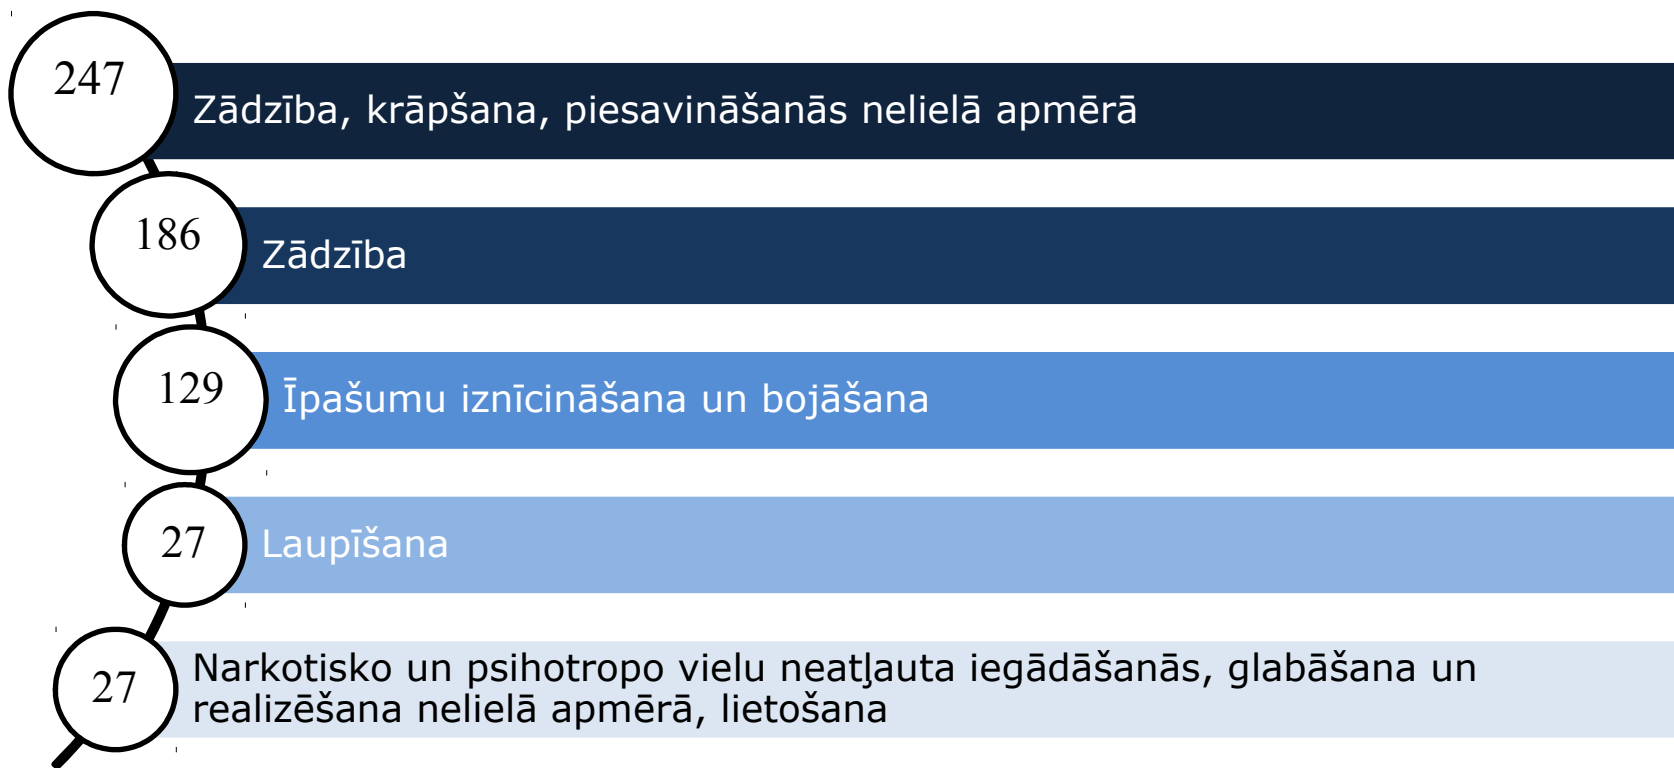 247
Zādzība, krāpšana, piesavināšanās nelielā apmērā
186
Zādzība
129
Īpašumu iznīcināšana un bojāšana
27
Laupīšana
27
Narkotisko un psihotropo vielu neatļauta iegādāšanās, glabāšana un
realizēšana nelielā apmērā, lietošana